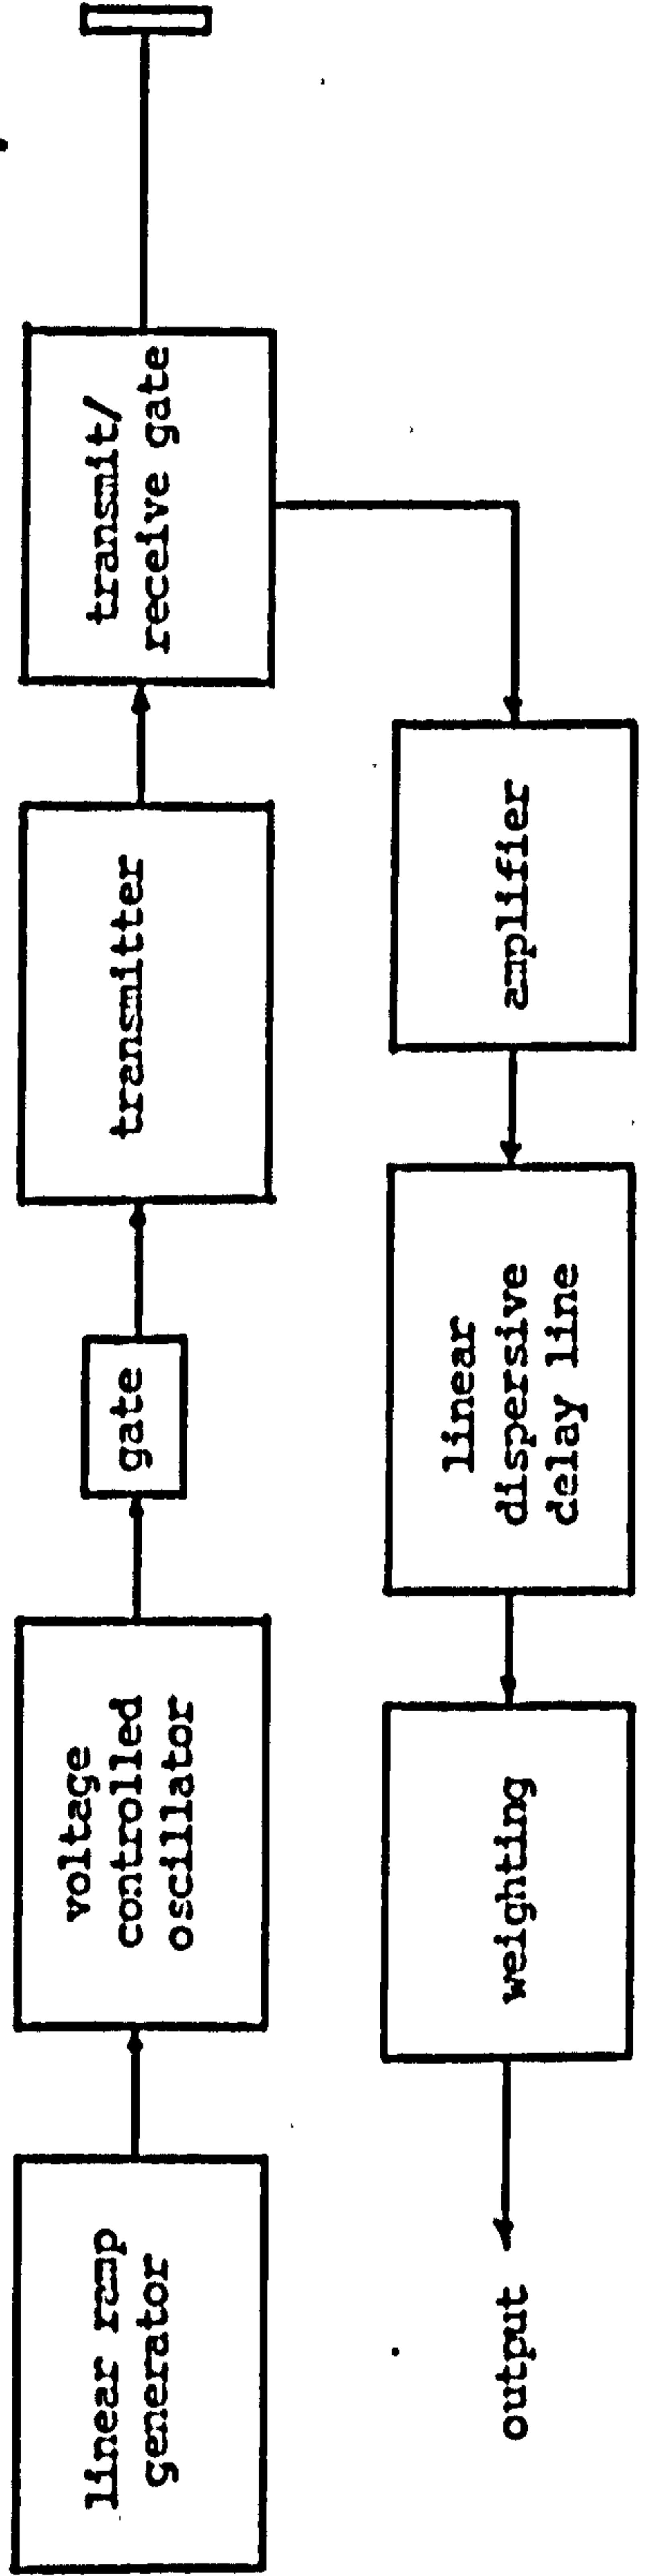 linear ramp
generator
voltage
controlled
oscillator
gate
transmitter
transmit/
receive gate
amplifier
linear
dispersive
delay line
weighting
output